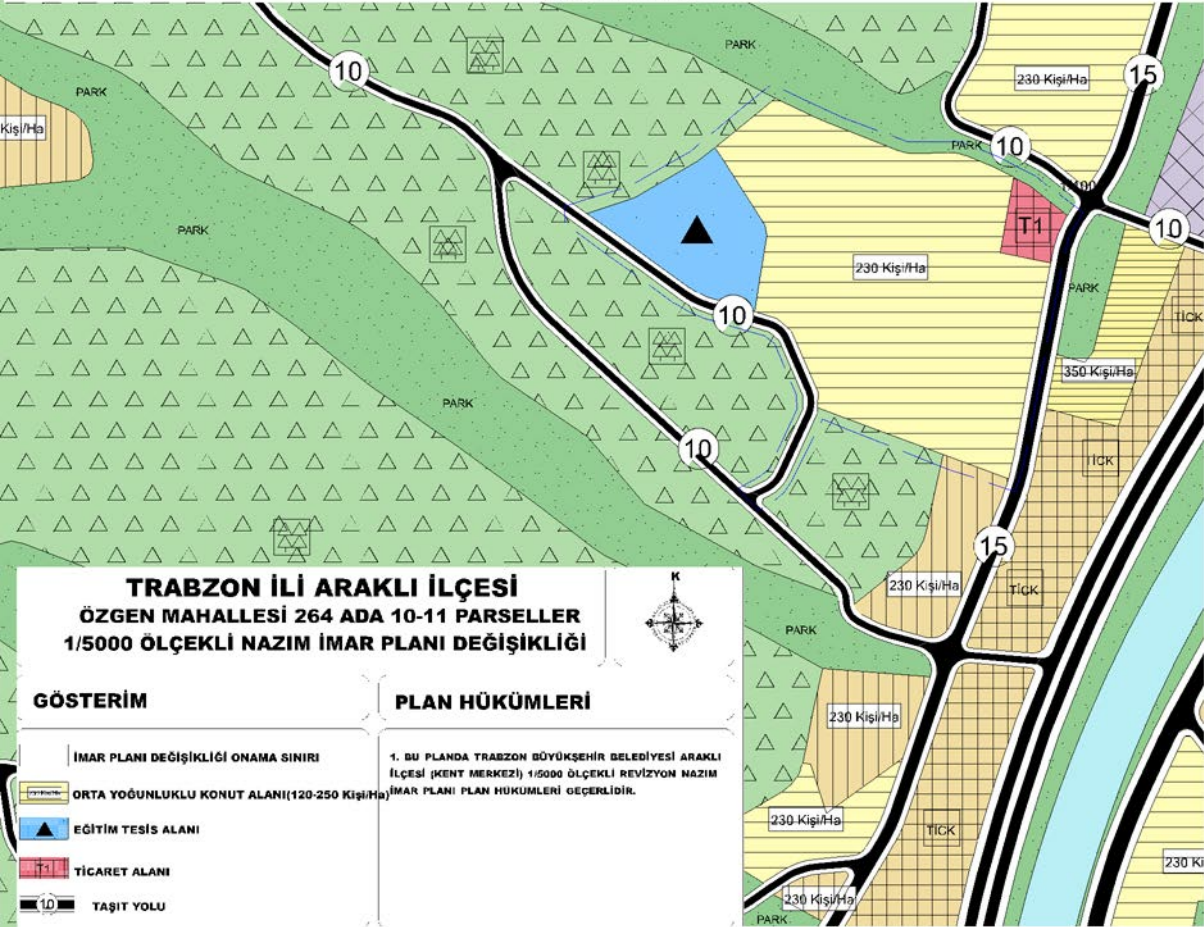 PARK
10
230 Kişi/Ha
15
PARK
Kişi/Ha
PARK
10
T1
10
PARK
230 Kişi/Ha
PARK
TİCK
10
350 Kişi/Ha
PARK
10
TİCK
15
230 Kişi/Ha
TİCK
PARK
230 Kişi/Ha
230 Kişi/Ha
TİCK
230 Ki
230 Kişi/Ha
PARK
TRABZON İLİ ARAKLI İLÇESİ
ÖZGEN MAHALLESİ 264 ADA 10-11 PARSELLER
1/5000 ÖLÇEKLİ NAZIM İMAR PLANI DEĞİŞİKLİĞİ
K
GÖSTERİM
İMAR PLANI DEĞİŞİKLİĞİ ONAMA SINIRI
ORTA YOĞUNLUKLU KONUT ALANI(120-250 Kişi/Ha)
EĞİTİM TESİS ALANI
T1 TİCARET ALANI
10 TAŞIT YOLU
PLAN HÜKÜMLERİ
1. BU PLANDA TRABZON BÜYÜKŞEHİR BELEDİYESİ ARAKLI
İLÇESİ (KENT MERKEZİ) 1/5000 ÖLÇEKLİ REVİZYON NAZIM
İMAR PLANI PLAN HÜKÜMLERİ GEÇERLİDİR.